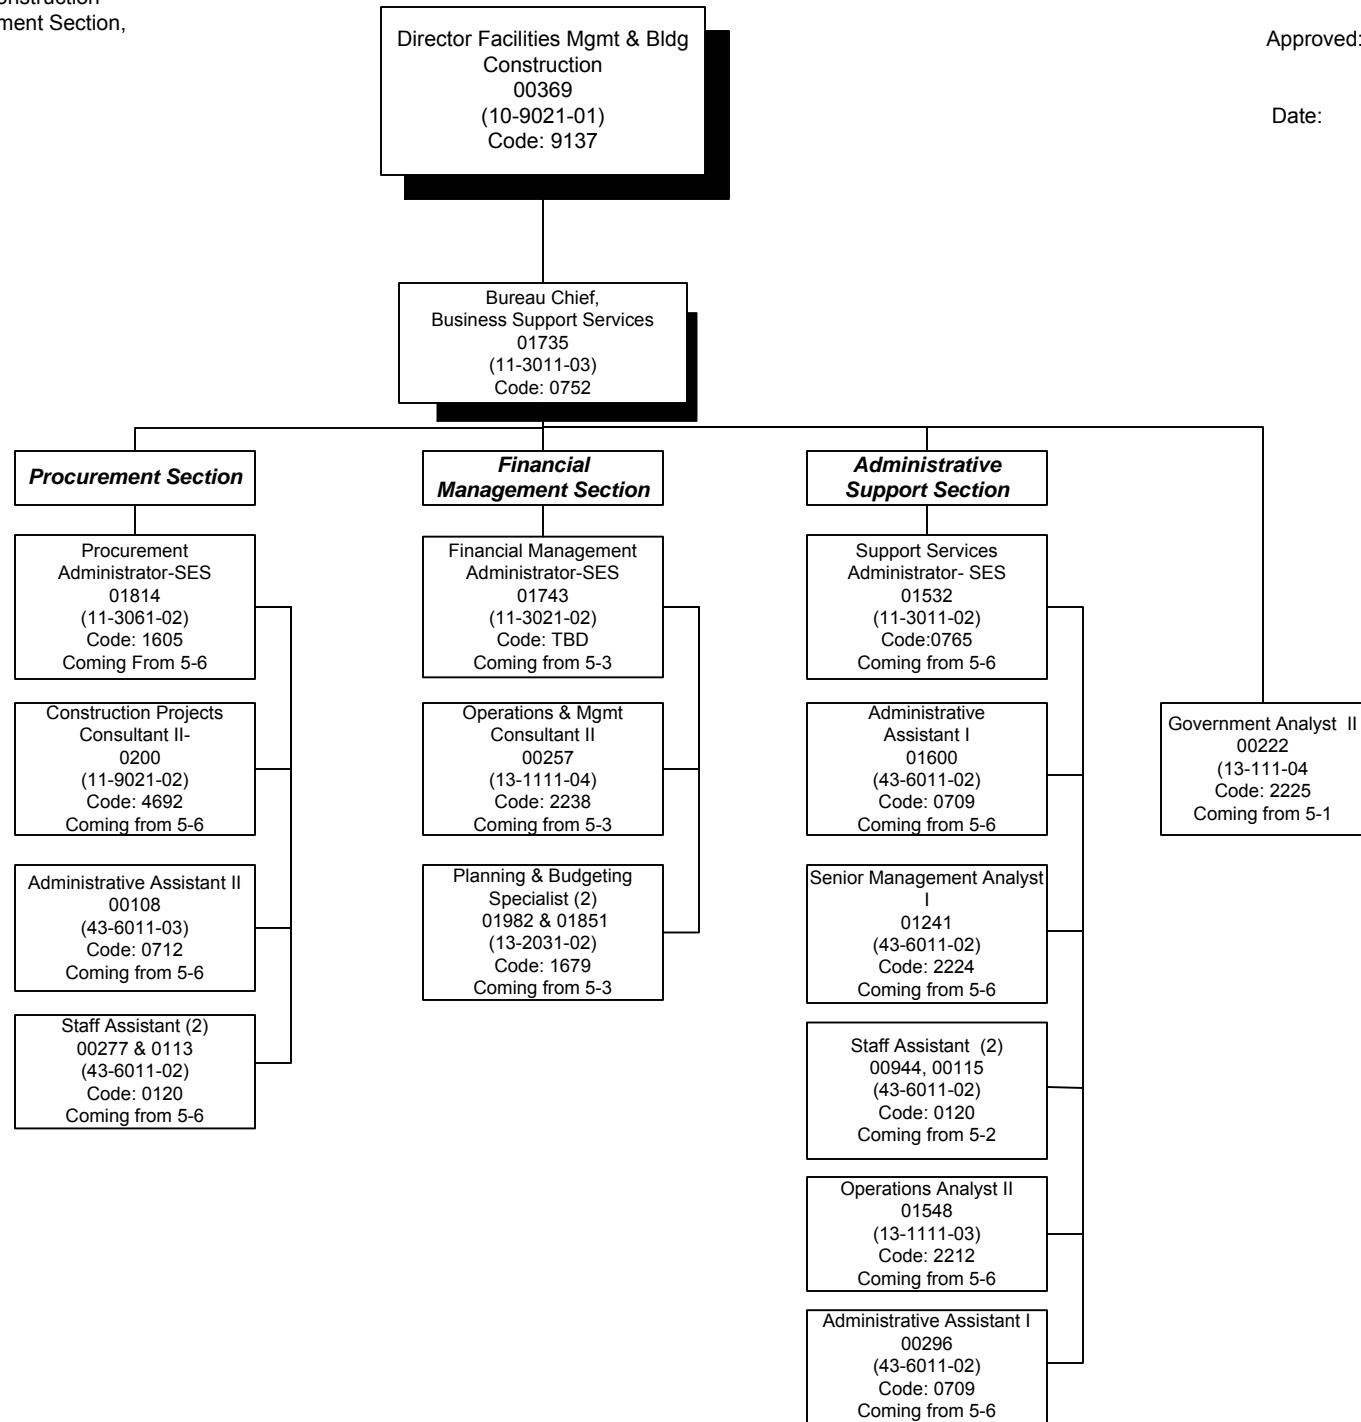 ment Section,
Approved:
Date:
Director Facilities Mgmt & Bldg
Construction
00369
(10-9021-01)
Code: 9137
Bureau Chief,
Business Support Services
01735
(11-3011-03)
Code: 0752
Procurement Section
Procurement
Administrator-SES
01814
(11-3061-02)
Code: 1605
Coming From 5-6
Construction Projects
Consultant II-
0200
(11-9021-02)
Code: 4692
Coming from 5-6
Administrative Assistant II
00108
(43-6011-03)
Code: 0712
Coming from 5-6
Staff Assistant (2)
00277 & 0113
(43-6011-02)
Code: 0120
Coming from 5-6
Financial
Management Section
Financial Management
Administrator-SES
01743
(11-3021-02)
Code: TBD
Coming from 5-3
Operations & Mgmt
Consultant II
00257
(13-1111-04)
Code: 2238
Coming from 5-3
Planning & Budgeting
Specialist (2)
01982 & 01851
(13-2031-02)
Code: 1679
Coming from 5-3
Administrative
Support Section
Support Services
Administrator- SES
01532
(11-3011-02)
Code:0765
Coming from 5-6
Administrative
Assistant I
01600
(43-6011-02)
Code: 0709
Coming from 5-6
Senior Management Analyst
I
01241
(43-6011-02)
Code: 2224
Coming from 5-6
Staff Assistant (2)
00944, 00115
(43-6011-02)
Code: 0120
Coming from 5-2
Operations Analyst II
01548
(13-1111-03)
Code: 2212
Coming from 5-6
Administrative Assistant I
00296
(43-6011-02)
Code: 0709
Coming from 5-6
Government Analyst II
00222
(13-111-04
Code: 2225
Coming from 5-1